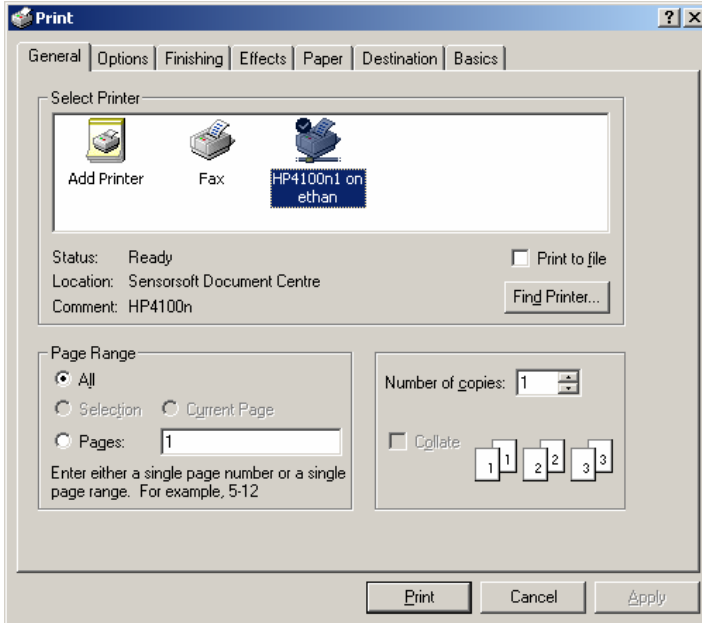 Print
General Options Finishing Effects Paper Destination Basics
Select Printer
Add Printer
Fax
HP4100n1 on
ethan
Status: Ready
Location: Sensorsoft Document Centre
Comment: HP4100n
Print to file
Find Printer...
Page Range
All
Selection Current Page
Pages: 1
Enter either a single page number or a single
page range. For example, 5-12
Number of copies: 1
Collate
1 1 2 2 3 3
Print Cancel Apply